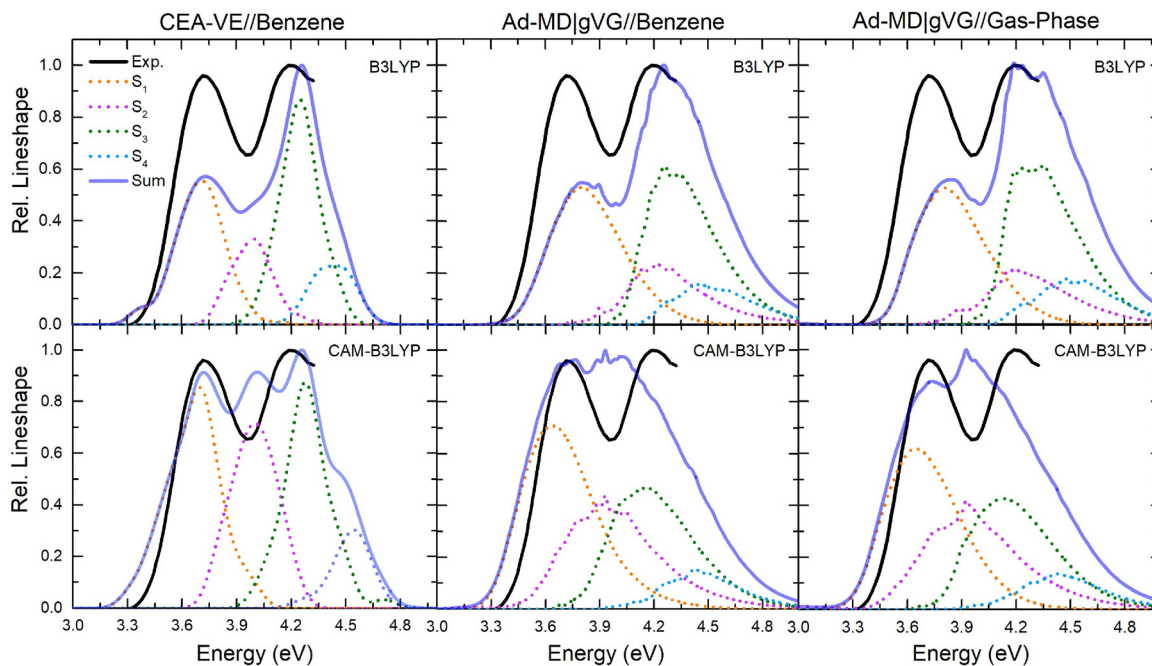 CEA-VE//Benzene
Ad-MD|gVG//Benzene
Ad-MD|gVG//Gas-Phase
Rel. Lineshape
1.0
0.8
0.6
0.4
0.2
0.0
Exp.
S₁
S₂
S₃
S₄
Sum
B3LYP
B3LYP
B3LYP
Rel. Lineshape
1.0
0.8
0.6
0.4
0.2
0.0
CAM-B3LYP
CAM-B3LYP
CAM-B3LYP
3.0 3.3 3.6 3.9 4.2 4.5 3.0 3.3 3.6 3.9 4.2 4.5 3.0 3.3 3.6 3.9 4.2 4.5 4.8
Energy (eV) Energy (eV) Energy (eV)